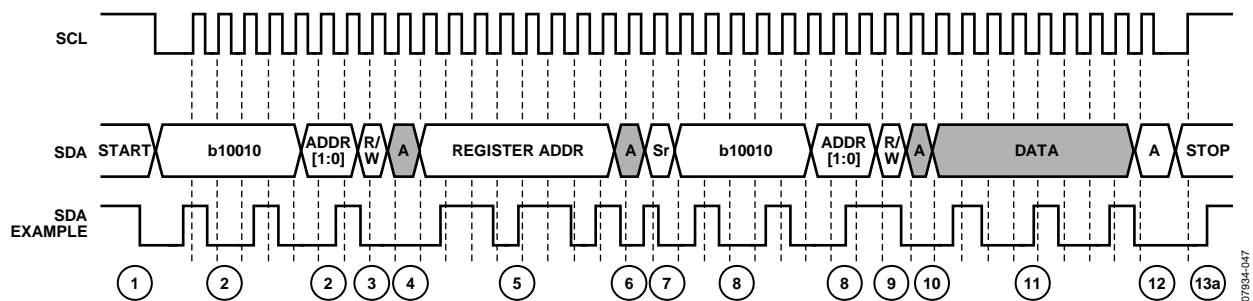 SCL
SDA START b10010 ADDR [1:0] R/W A REGISTER ADDR A Sr b10010 ADDR [1:0] R/W A DATA A STOP
SDA EXAMPLE
1 2 2 3 4 5 6 7 8 8 9 10 11 12 13a
07934-047